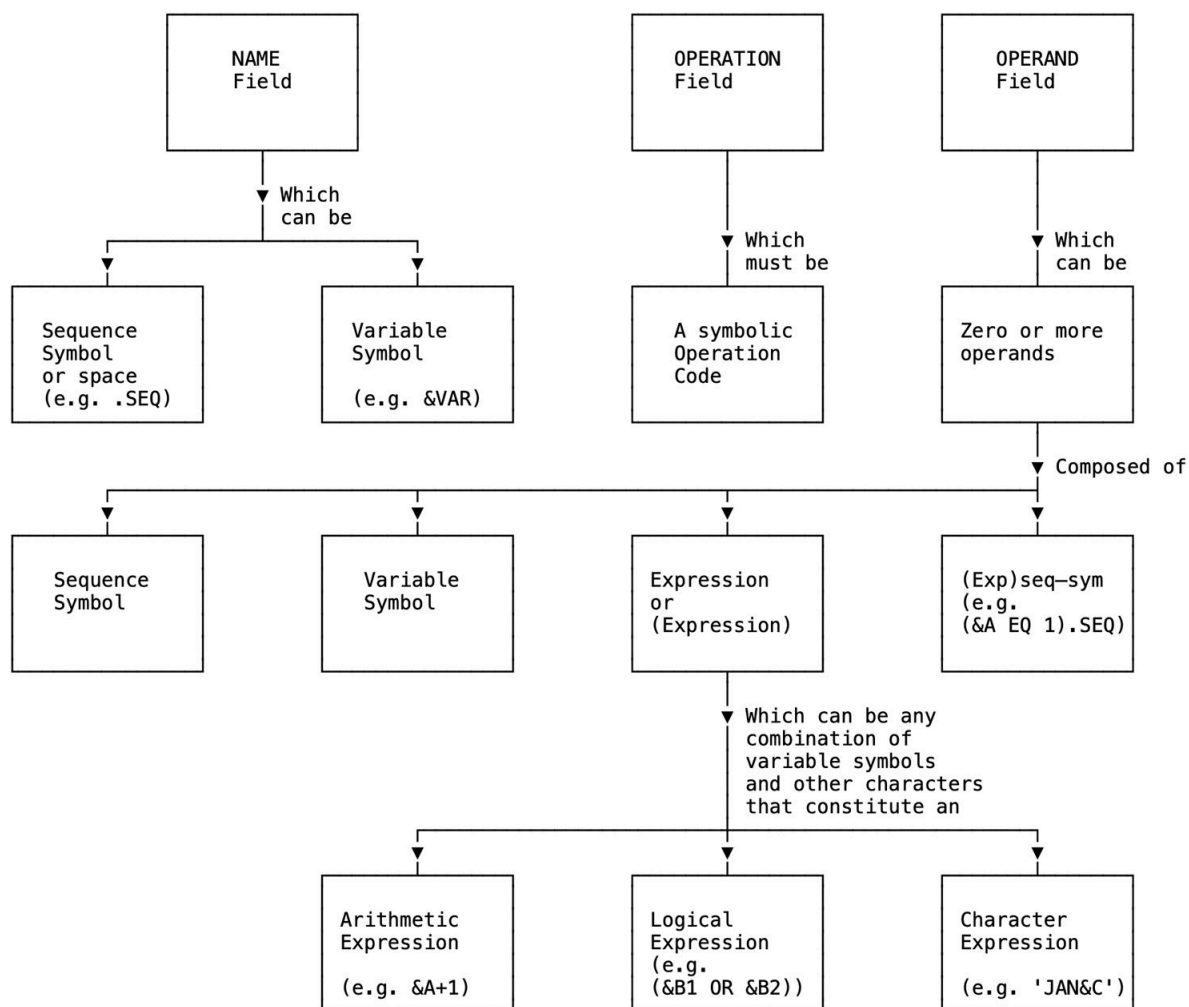 NAME
Field
OPERATION
Field
OPERAND
Field
Which
can be
Which
must be
Which
can be
Sequence
Symbol
or space
(e.g. .SEQ)
Variable
Symbol
(e.g. &VAR)
A symbolic
Operation
Code
Zero or more
operands
Composed of
Sequence
Symbol
Variable
Symbol
Expression
or
(Expression)
(Exp)seq—sym
(e.g.
(&A EQ 1).SEQ)
Which can be any
combination of
variable symbols
and other characters
that constitute an
Arithmetic
Expression
(e.g. &A+1)
Logical
Expression
(e.g.
(&B1 OR &B2))
Character
Expression
(e.g. 'JAN&C')